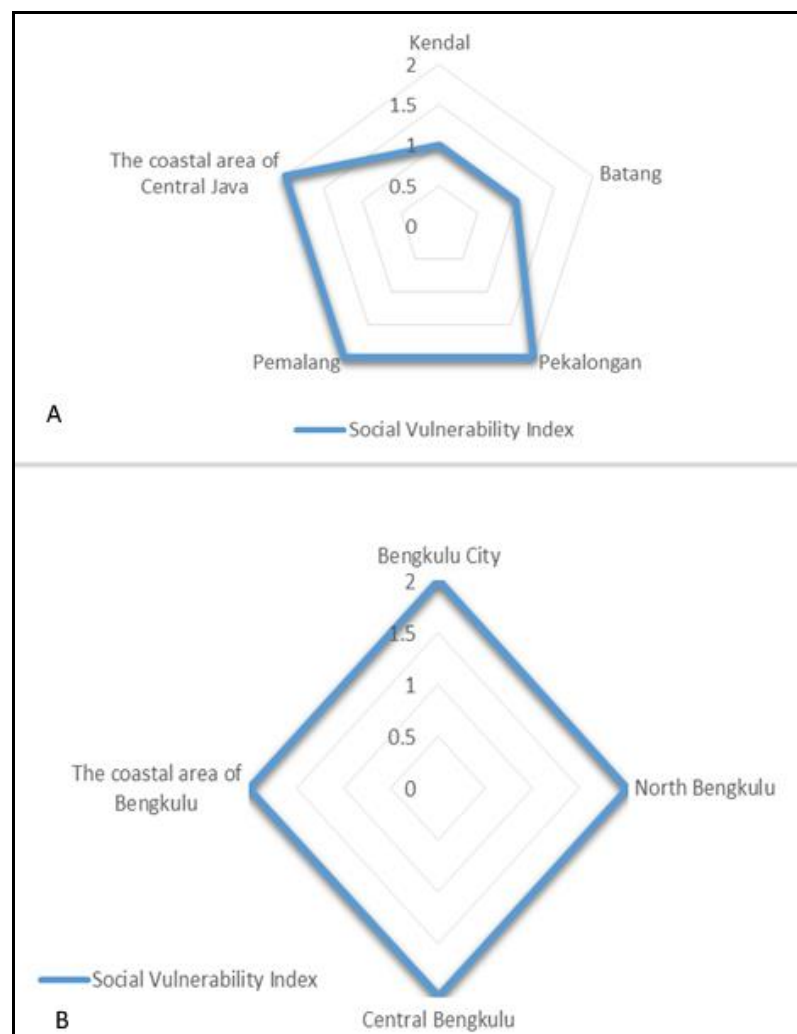 Kendal
2
1.5
1
0.5
0
The coastal area of
Central Java
Batang
Pemalang
Pekalongan
A
Social Vulnerability Index
Bengkulu City
2
1.5
1
0.5
0
The coastal area of
Bengkulu
North Bengkulu
Social Vulnerability Index
Central Bengkulu
B